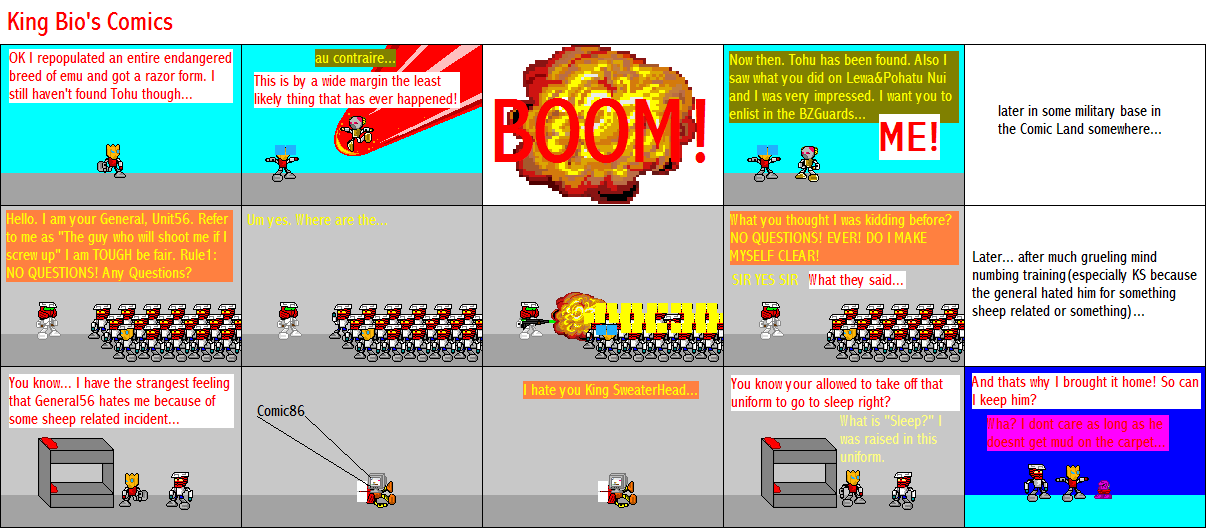 King Bio's Comics
OK I repopulated an entire endangered
breed of emu and got a razor form. I
still haven't found Tohu though...
au contraire...
This is by a wide margin the least
likely thing that has ever happened!
BOOM!
Now then. Tohu has been found. Also I
saw what you did on Lewa&Pohatu Nui
and I was very impressed. I want you to
enlist in the BZGuards...
ME!
later in some military base in
the Comic Land somewhere...
Hello. I am your General, Unit56. Refer
to me as "The guy who will shoot me if I
screw up" I am TOUGH be fair. Rule1:
NO QUESTIONS! Any Questions?
Um yes. Where are the...
What you thought I was kidding before?
NO QUESTIONS! EVER! DO I MAKE
MYSELF CLEAR!
SIR YES SIR
What they said...
Later... after much grueling mind
numbing training(especially KS because
the general hated him for something
sheep related or something)...
You know... I have the strangest feeling
that General56 hates me because of
some sheep related incident...
Comic86
I hate you King SweaterHead...
You know your allowed to take off that
uniform to go to sleep right?
What is "Sleep?" I
was raised in this
uniform.
And thats why I brought it home! So can
I keep him?
Wha? I dont care as long as he
doesnt get mud on the carpet...